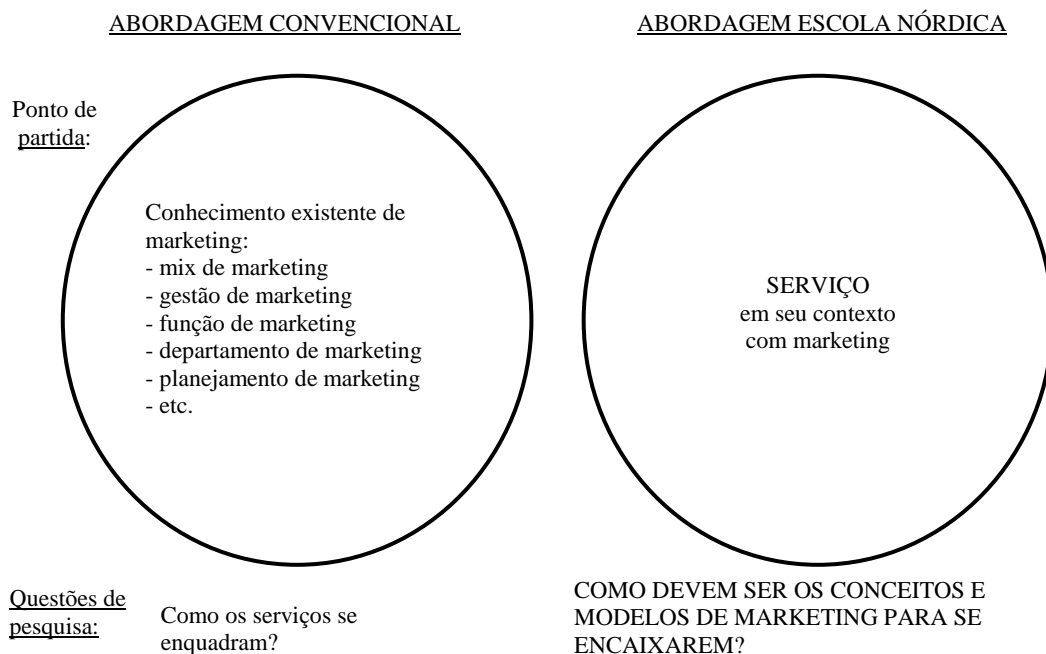 ABORDAGEM CONVENCIONAL
ABORDAGEM ESCOLA NÓRDICA
Ponto de
partida:
Conhecimento existente de
marketing:
- mix de marketing
- gestão de marketing
- função de marketing
- departamento de marketing
- planejamento de marketing
- etc.
SERVIÇO
em seu contexto
com marketing
Questões de
pesquisa:
Como os serviços se
enquadram?
COMO DEVEM SER OS CONCEITOS E
MODELOS DE MARKETING PARA SE
ENCAIXAREM?